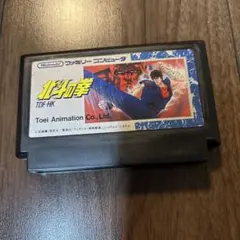 Nintendo ファミリー コンピュータ
北斗の拳
TDF-HK
Toei Animation Co., Ltd.